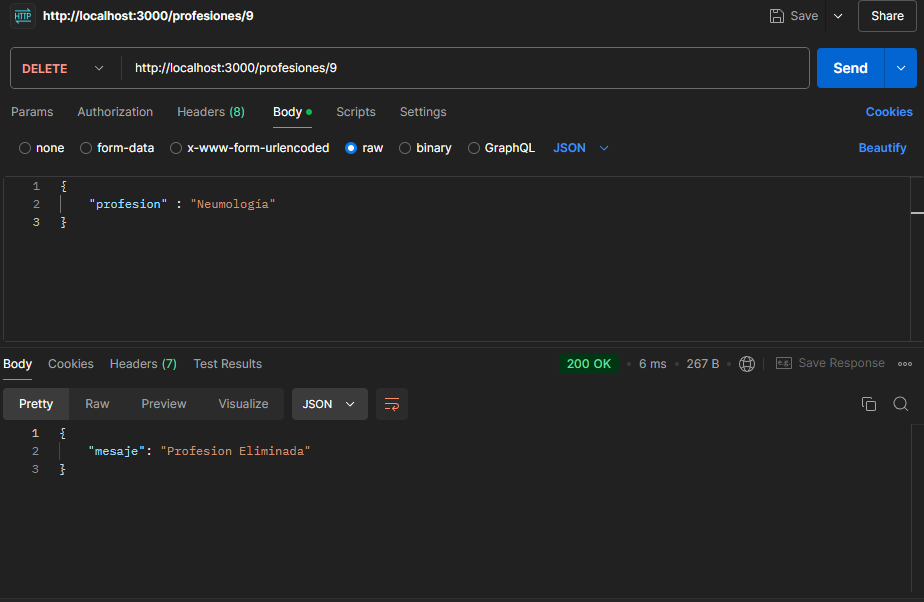 HTTP http://localhost:3000/profesiones/9 Save Share
DELETE http://localhost:3000/profesiones/9 Send
Params Authorization Headers (8) Body Scripts Settings Cookies
none form-data x-www-form-urlencoded raw binary GraphQL JSON Beautify
1 {
2 "profesion" : "Neumología"
3 }
Body Cookies Headers (7) Test Results 200 OK 6 ms 267 B e.g. Save Response
Pretty Raw Preview Visualize JSON
1 {
2 "mesaje": "Profesion Eliminada"
3 }